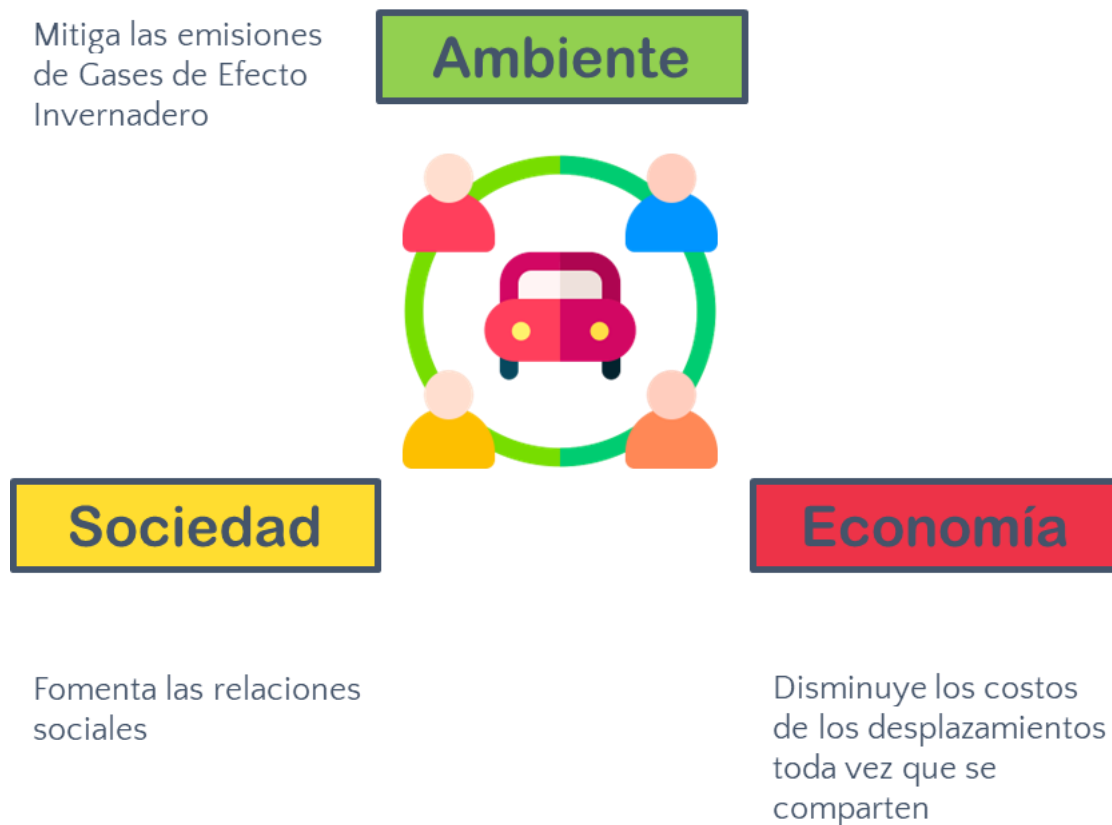 Mitiga las emisiones
de Gases de Efecto
Invernadero
Ambiente
Sociedad
Economía
Fomenta las relaciones
sociales
Disminuye los costos
de los desplazamientos
toda vez que se
comparten